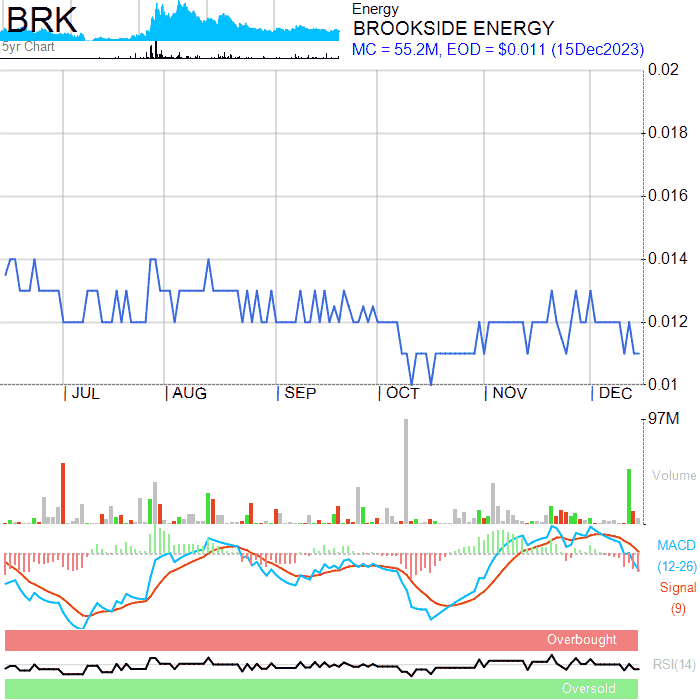 BRK
5yr Chart
Energy
BROOKSIDE ENERGY
MC = 55.2M, EOD = $0.011 (15Dec2023)
0.02
0.018
0.016
0.014
0.012
0.01
JUL AUG SEP OCT NOV DEC
97M
Volume
MACD
(12-26)
Signal
(9)
Overbought
RSI(14)
Oversold